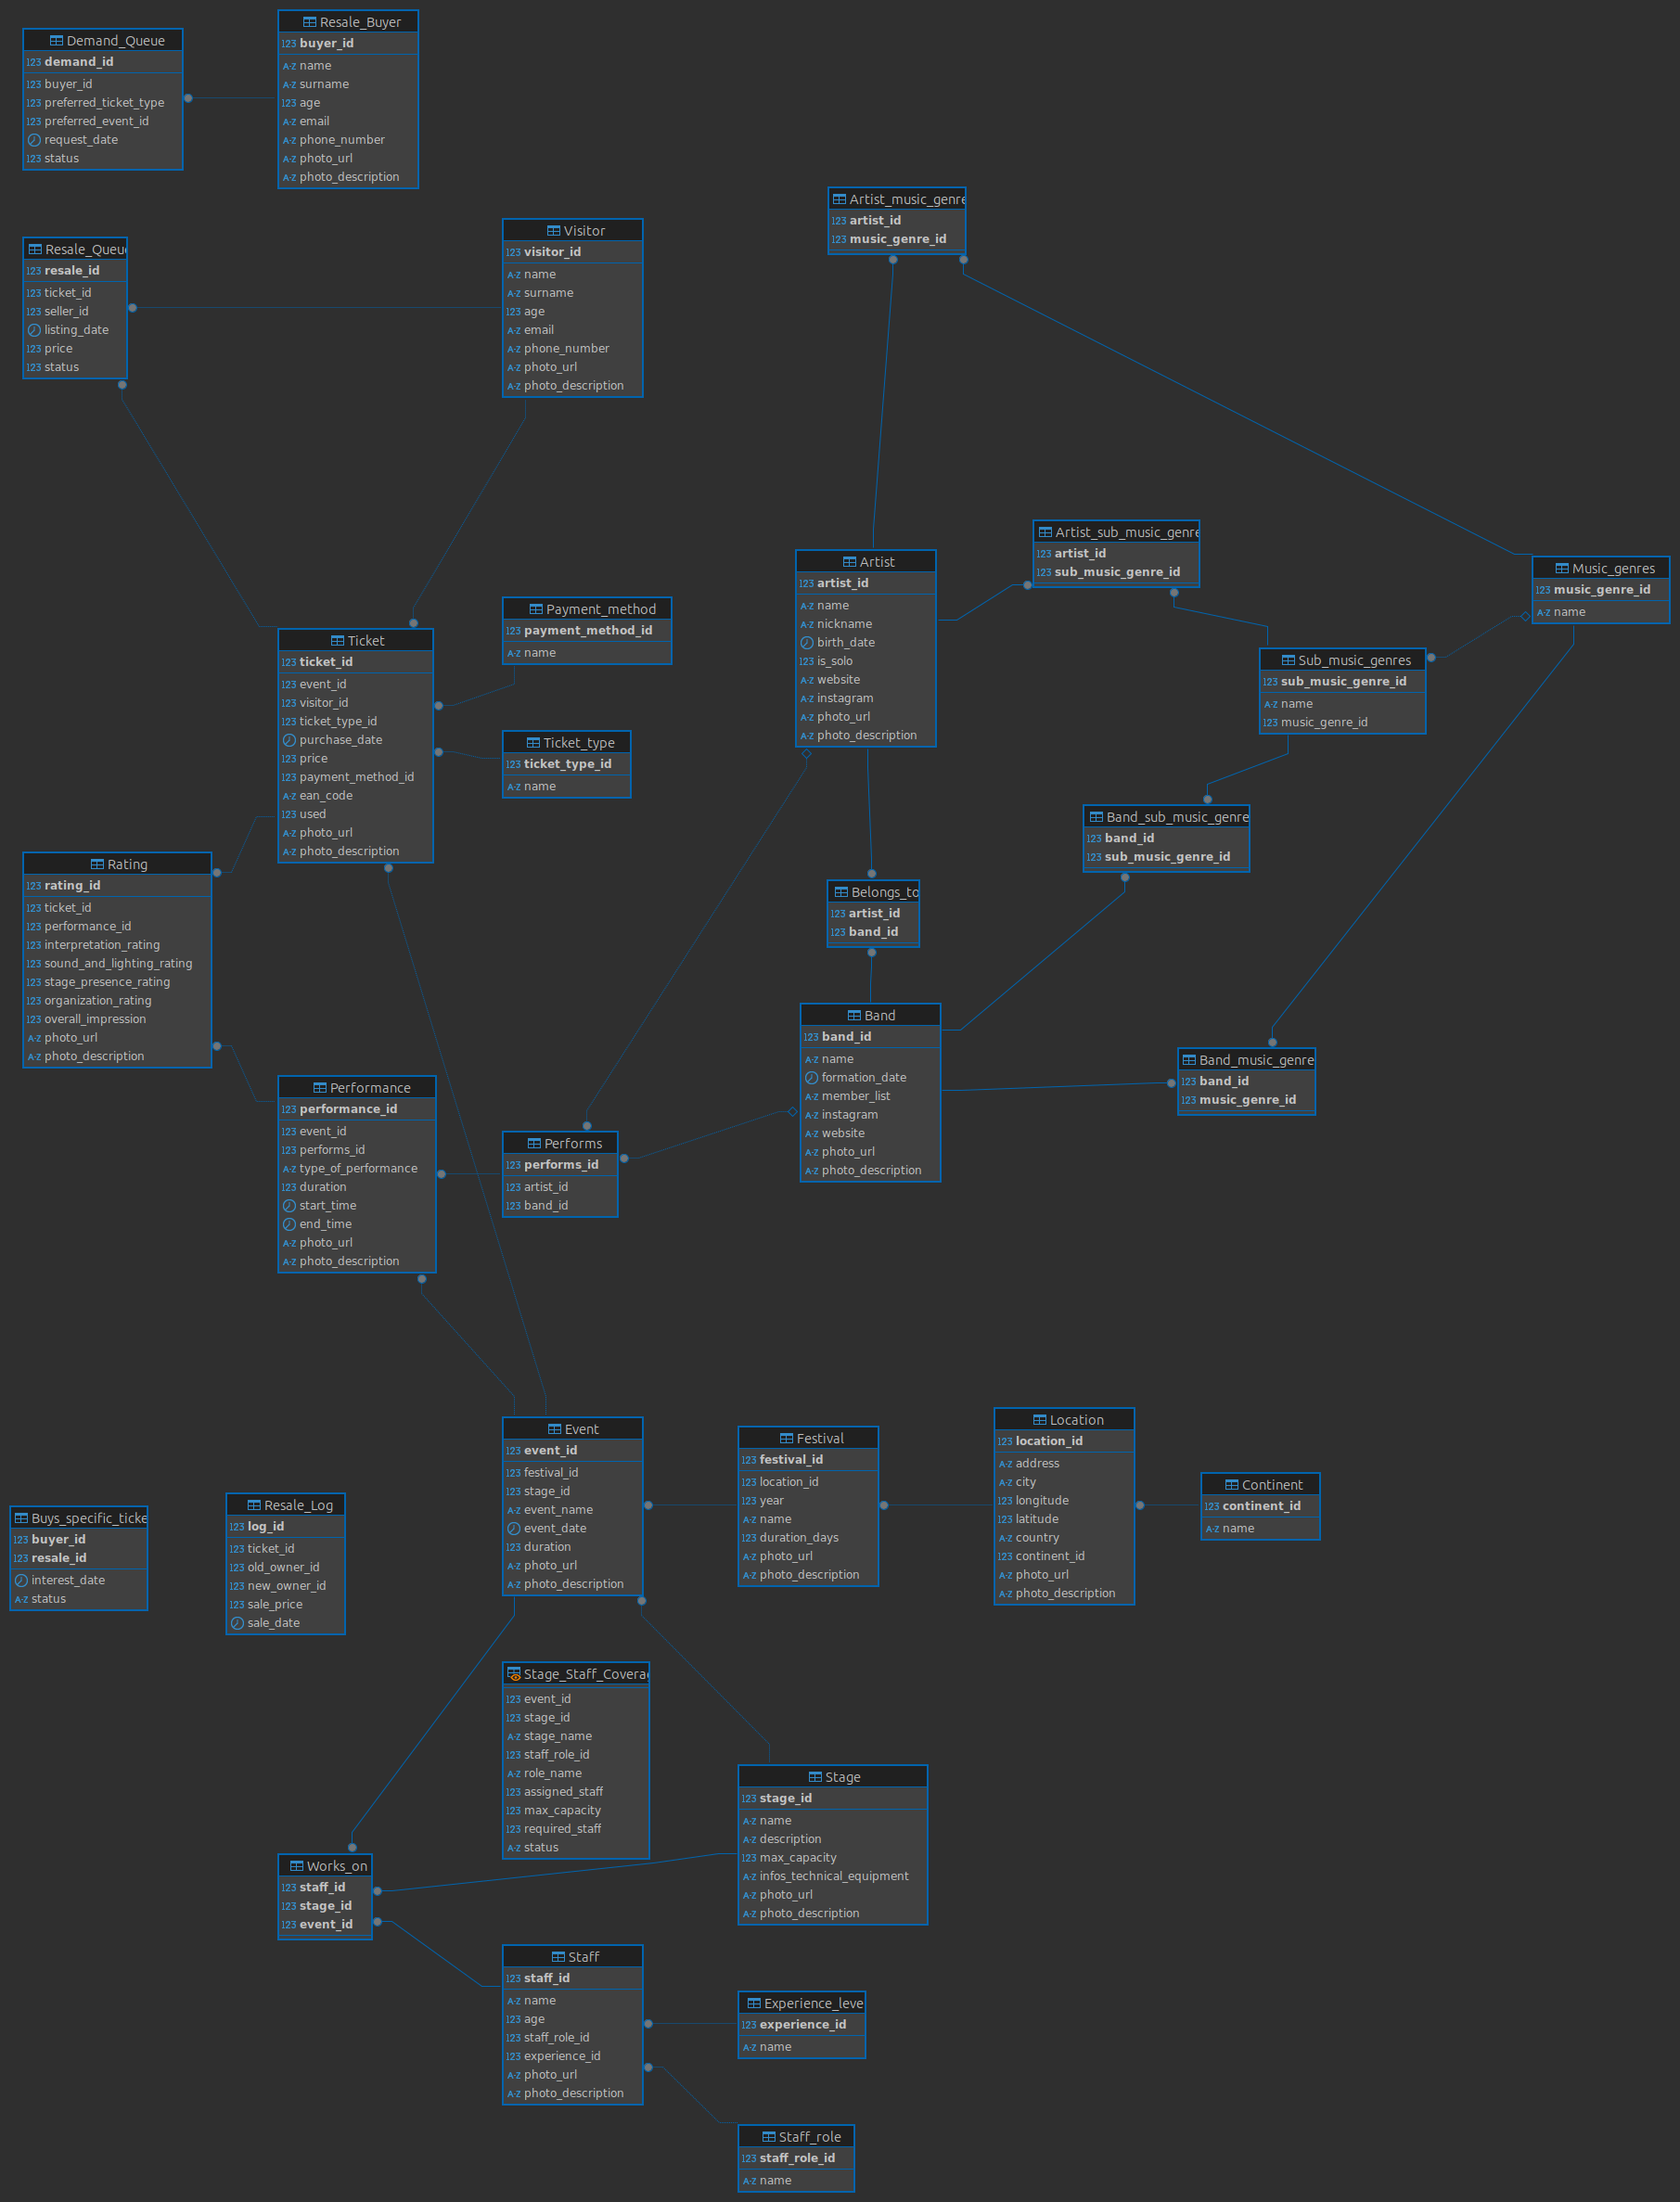 Demand_Queue
123 demand_id
123 buyer_id
123 preferred_ticket_type
123 preferred_event_id
request_date
123 status
Resale_Buyer
123 buyer_id
A-Z name
A-Z surname
123 age
A-Z email
A-Z phone_number
A-Z photo_url
A-Z photo_description
Resale_Queu
123 resale_id
123 ticket_id
123 seller_id
listing_date
123 price
123 status
Visitor
123 visitor_id
A-Z name
A-Z surname
123 age
A-Z email
A-Z phone_number
A-Z photo_url
A-Z photo_description
Artist_music_genre
123 artist_id
123 music_genre_id
Artist_sub_music_genre
123 artist_id
123 sub_music_genre_id
Artist
123 artist_id
A-Z name
A-Z nickname
birth_date
123 is_solo
A-Z website
A-Z instagram
A-Z photo_url
A-Z photo_description
Music_genres
123 music_genre_id
A-Z name
Sub_music_genres
123 sub_music_genre_id
A-Z name
123 music_genre_id
Payment_method
123 payment_method_id
A-Z name
Ticket
123 ticket_id
123 event_id
123 visitor_id
123 ticket_type_id
purchase_date
123 price
123 payment_method_id
A-Z ean_code
123 used
A-Z photo_url
A-Z photo_description
Ticket_type
123 ticket_type_id
A-Z name
Band_sub_music_genre
123 band_id
123 sub_music_genre_id
Rating
123 rating_id
123 ticket_id
123 performance_id
123 interpretation_rating
123 sound_and_lighting_rating
123 stage_presence_rating
123 organization_rating
123 overall_impression
A-Z photo_url
A-Z photo_description
Belongs_to
123 artist_id
123 band_id
Band
123 band_id
A-Z name
formation_date
A-Z member_list
A-Z instagram
A-Z website
A-Z photo_url
A-Z photo_description
Band_music_genre
123 band_id
123 music_genre_id
Performance
123 performance_id
123 event_id
123 performs_id
A-Z type_of_performance
123 duration
start_time
end_time
A-Z photo_url
A-Z photo_description
Performs
123 performs_id
123 artist_id
123 band_id
Event
123 event_id
123 festival_id
123 stage_id
A-Z event_name
event_date
123 duration
A-Z photo_url
A-Z photo_description
Festival
123 festival_id
123 location_id
123 year
A-Z name
123 duration_days
A-Z photo_url
A-Z photo_description
Location
123 location_id
A-Z address
A-Z city
123 longitude
123 latitude
A-Z country
123 continent_id
A-Z photo_url
A-Z photo_description
Continent
123 continent_id
A-Z name
Buys_specific_ticke
123 buyer_id
123 resale_id
interest_date
A-Z status
Resale_Log
123 log_id
123 ticket_id
123 old_owner_id
123 new_owner_id
123 sale_price
sale_date
Stage_Staff_Covera
123 event_id
123 stage_id
A-Z stage_name
123 staff_role_id
A-Z role_name
123 assigned_staff
123 max_capacity
123 required_staff
A-Z status
Stage
123 stage_id
A-Z name
A-Z description
123 max_capacity
A-Z infos_technical_equipment
A-Z photo_url
A-Z photo_description
Works_on
123 staff_id
123 stage_id
123 event_id
Staff
123 staff_id
A-Z name
123 age
123 staff_role_id
123 experience_id
A-Z photo_url
A-Z photo_description
Experience_leve
123 experience_id
A-Z name
Staff_role
123 staff_role_id
A-Z name